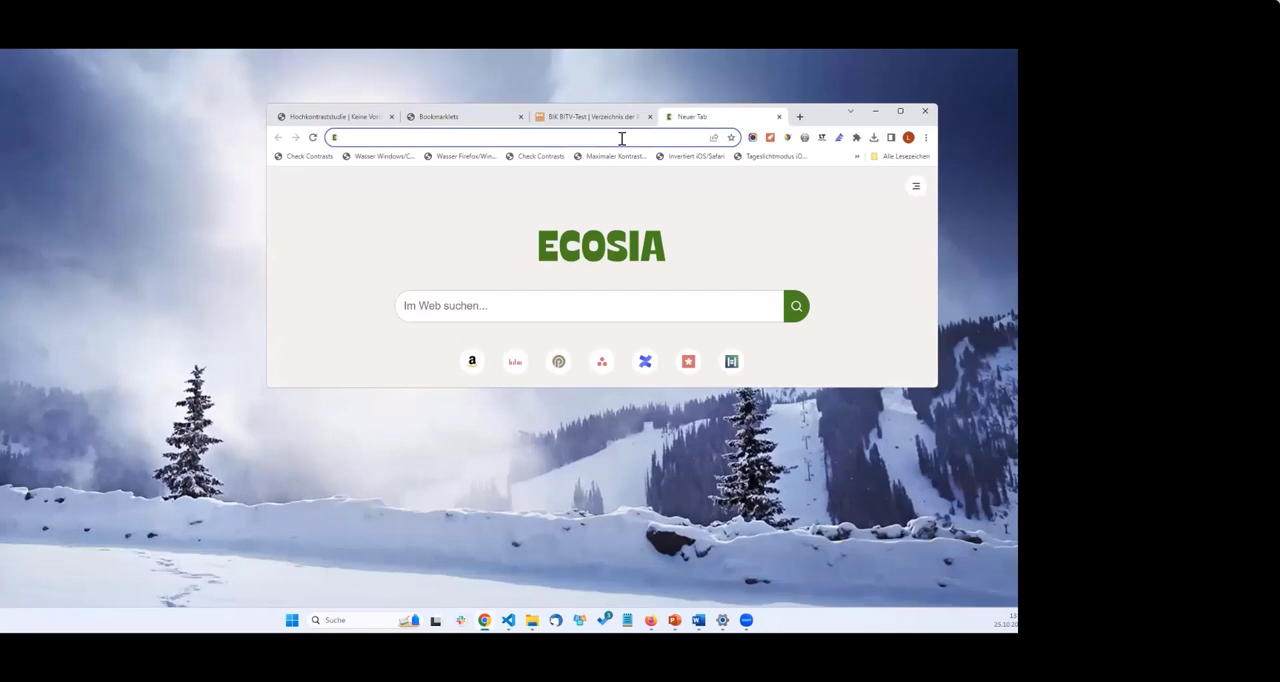 Hochkontraststudie | Keine Vor
Bookmarklets
BIK BITV-Test | Verzeichnis der P
Neuer Tab
Check Contrasts
Wasser Windows/C...
Wasser Firefox/Win...
Check Contrasts
Maximaler Kontrast...
Invertiert iOS/Safari
Tageslichtmodus iO...
Alle Lesezeichen
ECOSIA
Im Web suchen...
Suche
13:
25.10.20